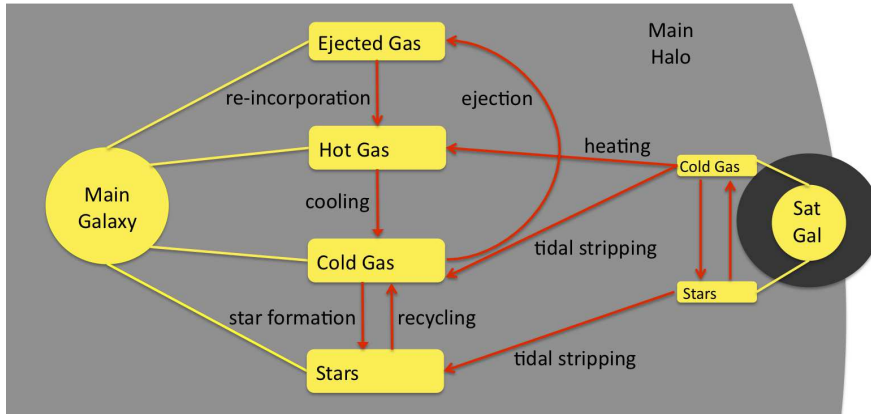 Ejected Gas
Main
Halo
re-incorporation
ejection
Hot Gas
heating
Cold Gas
Main
Galaxy
cooling
Sat
Gal
Cold Gas
tidal stripping
Stars
star formation
recycling
Stars
tidal stripping